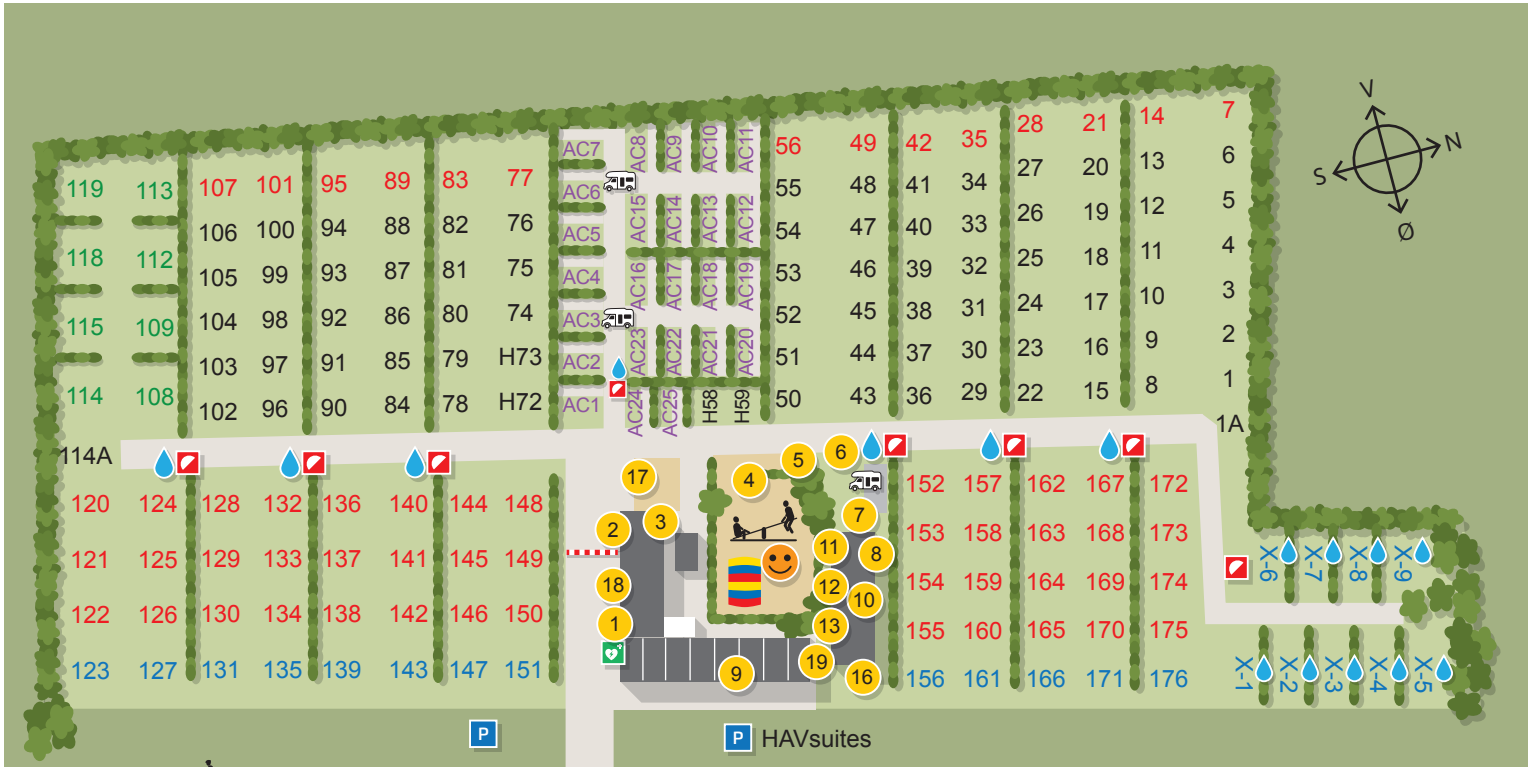 V
N
S
Ø
119 113 107 101 95 89 83 77 AC7 AC8 AC9 AC10 AC11 56 49 42 35 28 21 14 7
106 100 94 88 82 76 AC6 AC15 AC14 AC13 AC12 55 48 41 34 27 20 13 6
118 112 105 99 93 87 81 75 AC5 54 47 40 33 26 19 12 5
AC4 AC16 AC17 AC18 AC19 53 46 39 32 25 18 11 4
115 109 104 98 92 86 80 74 AC3 52 45 38 31 24 17 10 3
103 97 91 85 79 H73 AC2 AC23 AC22 AC21 AC20 51 44 37 30 23 16 9 2
114 108 102 96 90 84 78 H72 AC1 AC24 AC25 H58 H59 50 43 36 29 22 15 8 1
114A
1A
120 124 128 132 136 140 144 148 17 4 5 6 152 157 162 167 172
121 125 129 133 137 141 145 149 2 3 7 11 8 153 158 163 168 173
X-6 X-7 X-8 X-9
122 126 130 134 138 142 146 150 18 1 12 10 13 154 159 164 169 174
155 160 165 170 175
123 127 131 135 139 143 147 151 9 19 16 156 161 166 171 176
X-1 X-2 X-3 X-4 X-5
P
P HAVsuites